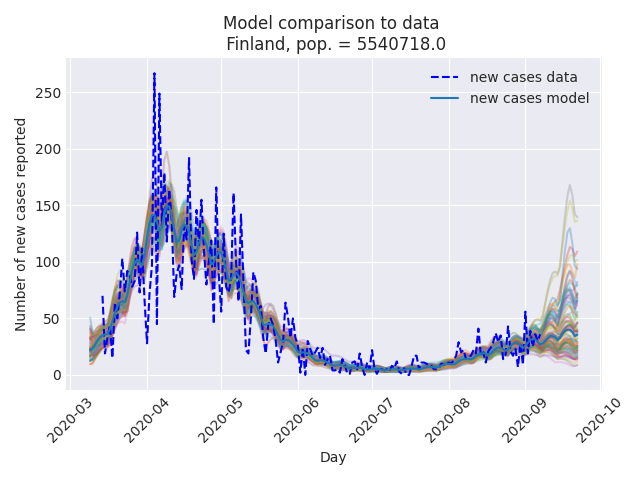 Model comparison to data
Finland, pop. = 5540718.0
new cases data
new cases model
Number of new cases reported
250
200
150
100
50
0
2020-03
2020-04
2020-05
2020-06
2020-07
2020-08
2020-09
2020-10
Day